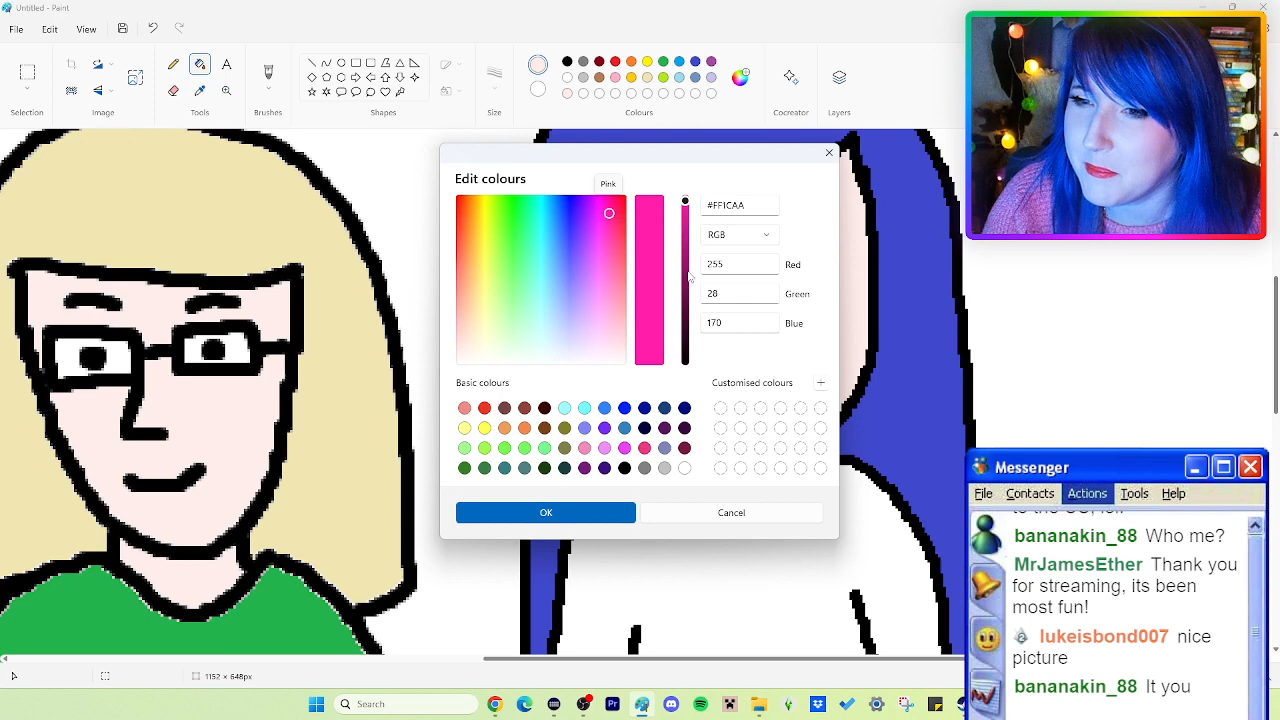 Untitled - Paint
File Edit View
Selection Image Tools Brushes Shapes Size Colours Cocreator Layers
Edit colours
Pink
#FF1CAA
RGB
255 Red
28 Green
170 Blue
Basic colours
Customised colours
OK
Cancel
Messenger
File Contacts Actions Tools Help
bananakin_88 Who me?
MrJamesEther Thank you
for streaming, its been
most fun!
lukeisbond007 nice
picture
bananakin_88 It you
1152 × 648px
Search